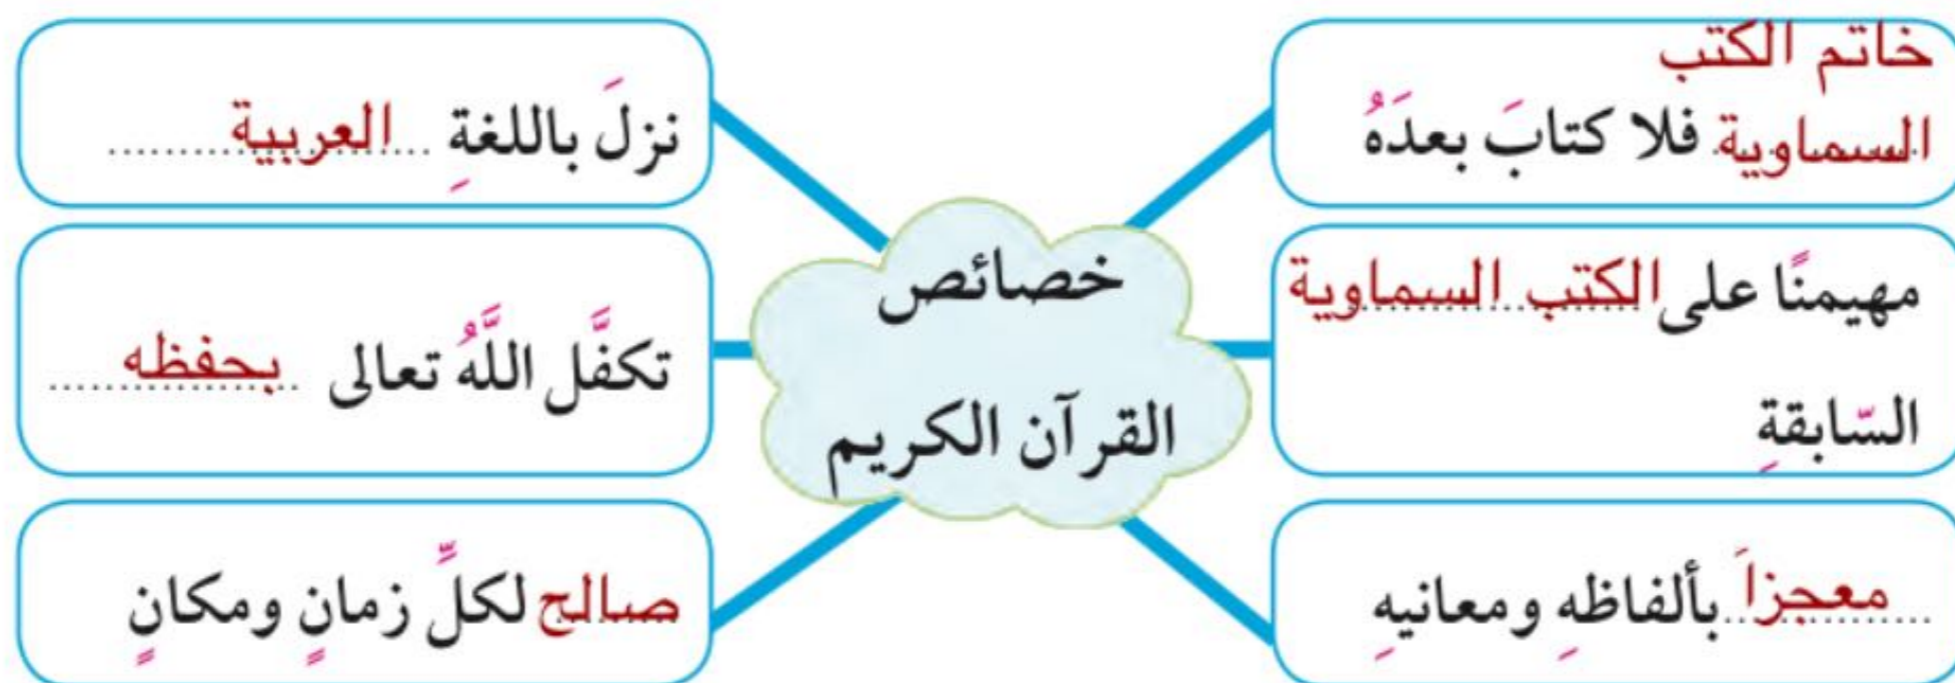 خاتم الكتب
السماوية فلا كتابَ بعدَهُ
مهيمنًا على الكتب السماوية
السّابقةِ
معجزاَ بألفاظهِ ومعانيهِ
خصائص
القرآن الكريم
نزلَ باللغةِ العربية
تكفَّل اللَّهُ تعالى بحفظه
صالح لكلِّ زمانٍ ومكانٍ